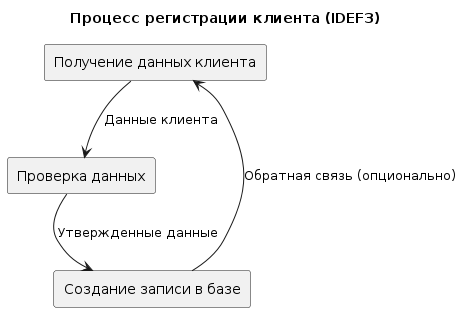 Процесс регистрации клиента (IDEF3)
Получение данных клиента
Данные клиента
Проверка данных
Обратная связь (опционально)
Утвержденные данные
Создание записи в базе